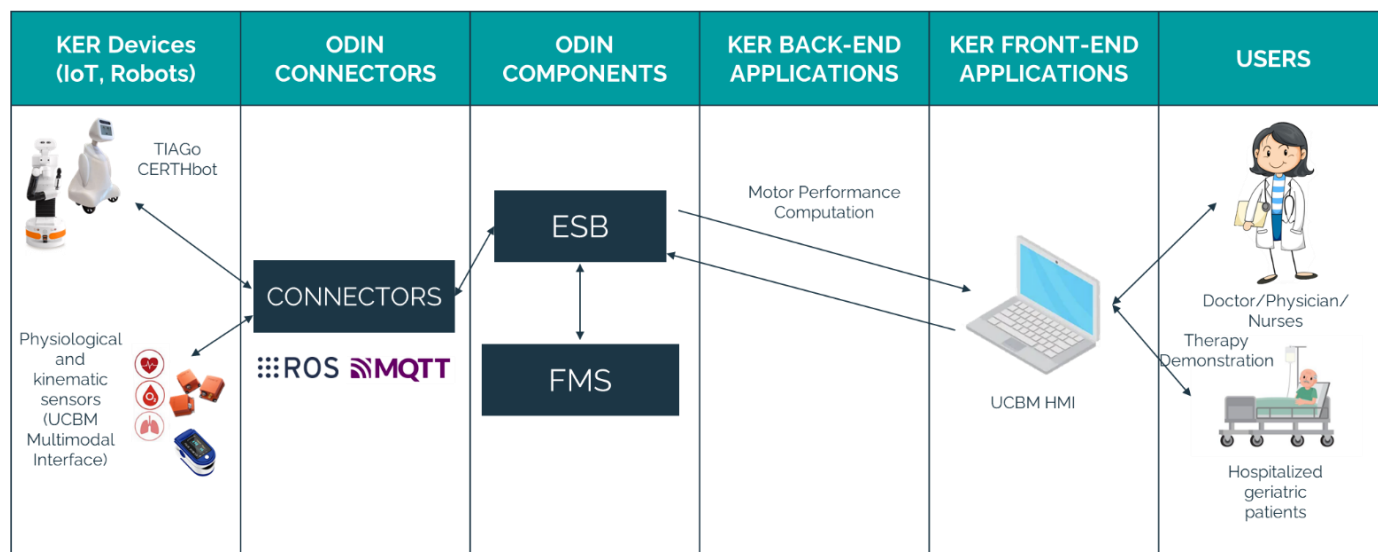 KER Devices
(IoT, Robots)
ODIN
CONNECTORS
ODIN
COMPONENTS
KER BACK-END
APPLICATIONS
KER FRONT-END
APPLICATIONS
USERS
TIAGo
CERTHbot
Physiological
and
kinematic
sensors
(UCBM
Multimodal
Interface)
CONNECTORS
ROS MQTT
ESB
FMS
Motor Performance
Computation
UCBM HMI
Doctor/Physician/
Nurses
Therapy
Demonstration
Hospitalized
geriatric
patients